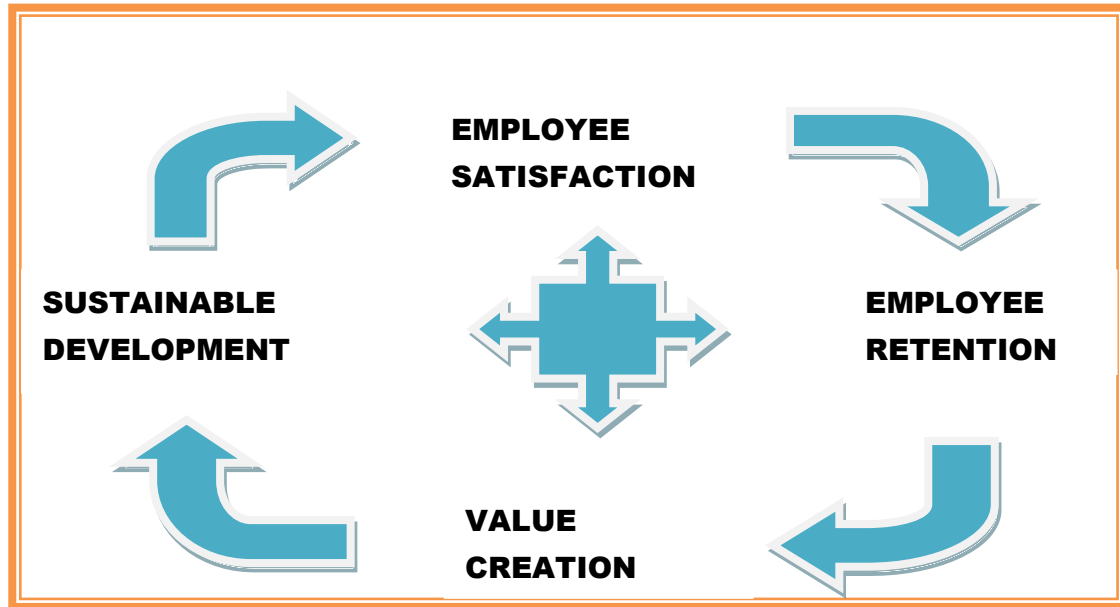 EMPLOYEE
SATISFACTION
SUSTAINABLE
DEVELOPMENT
EMPLOYEE
RETENTION
VALUE
CREATION